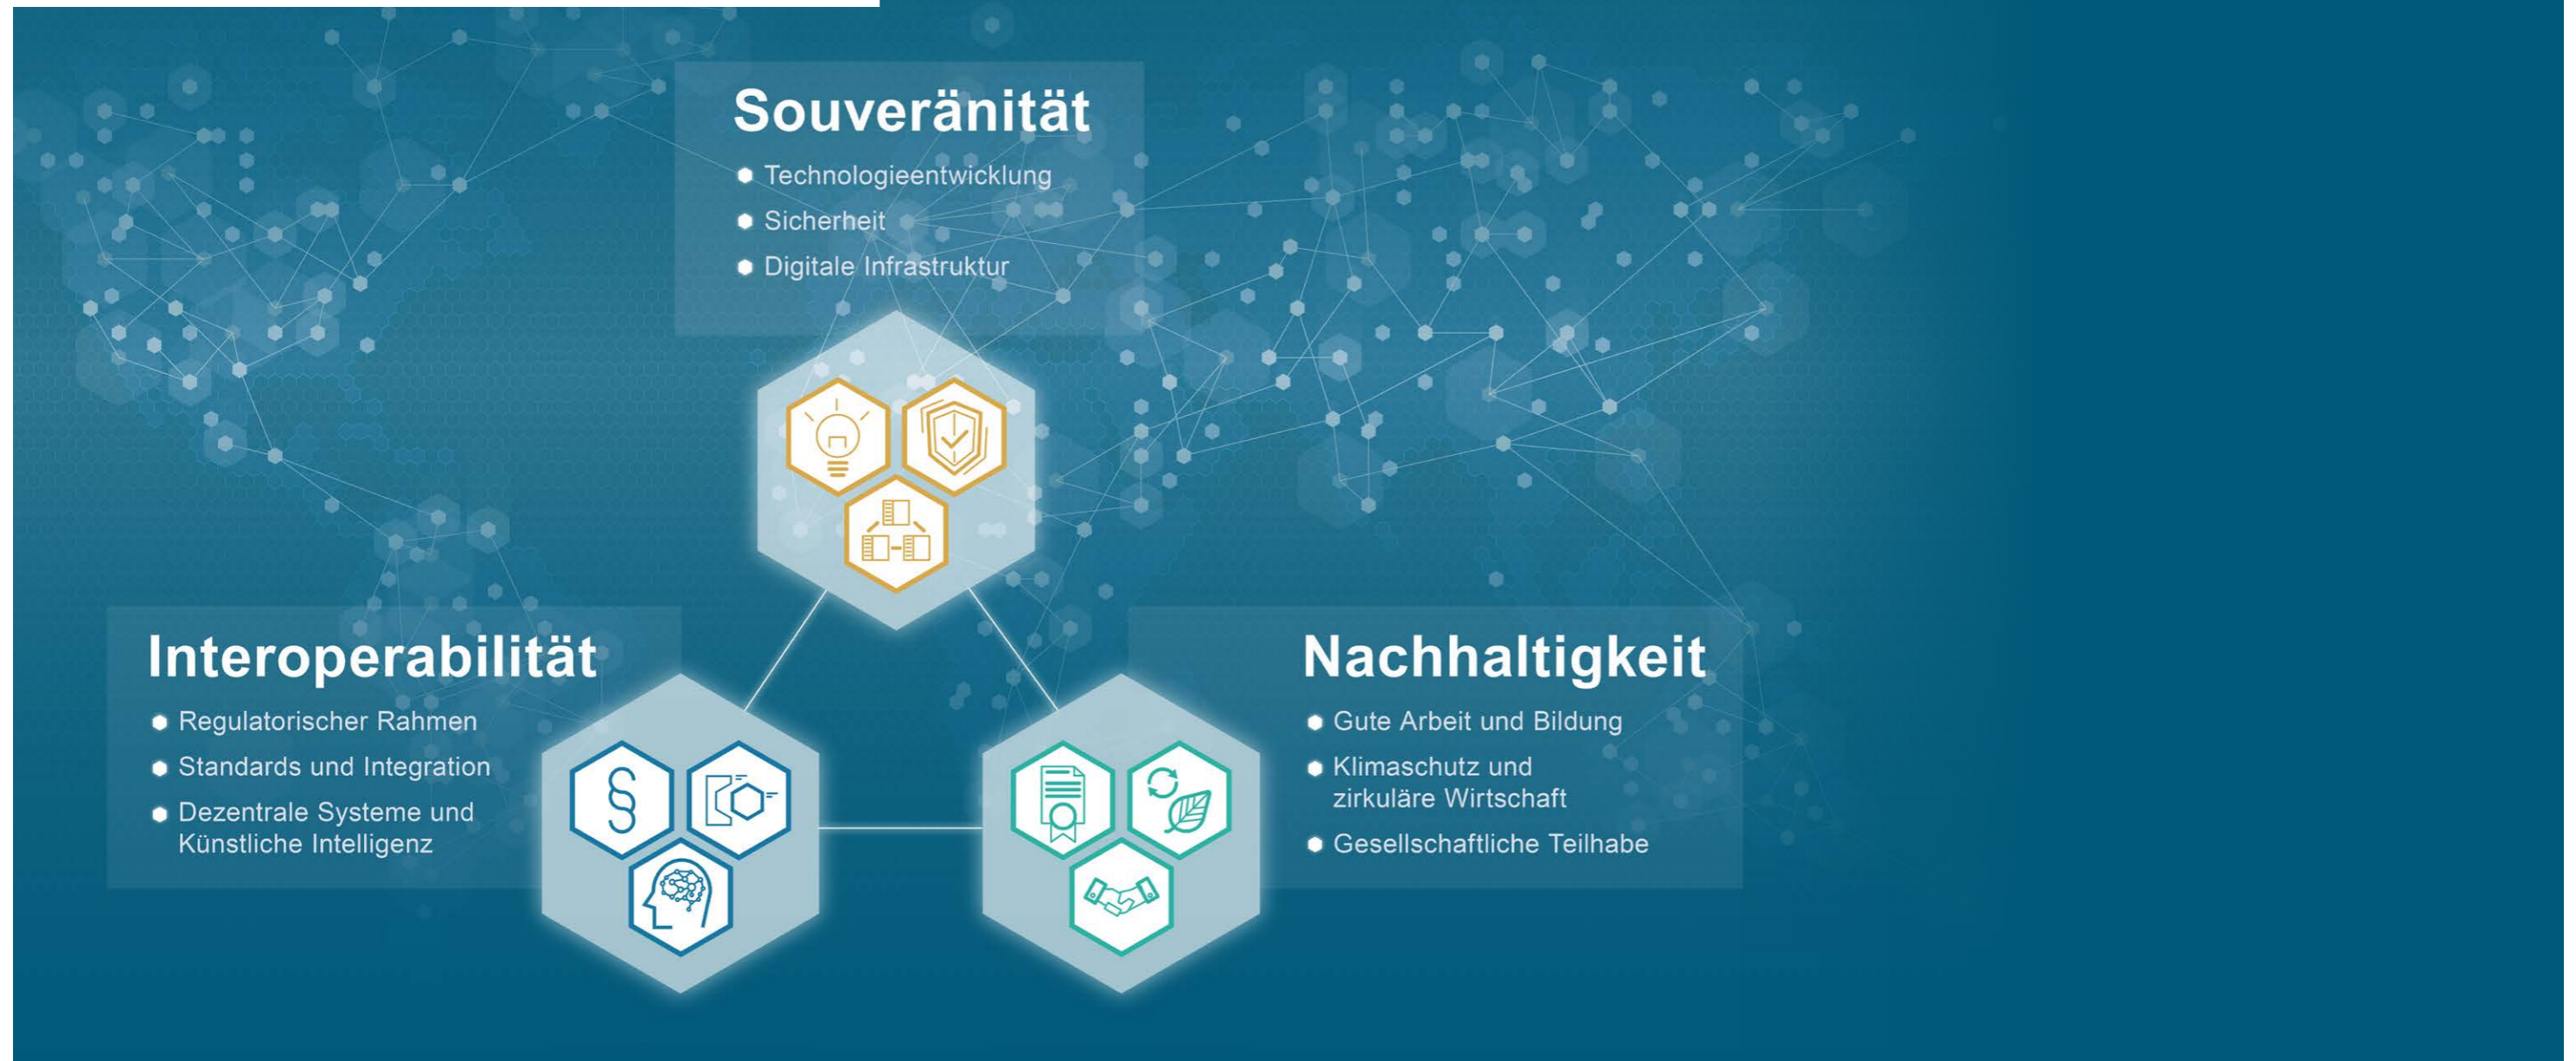 Souveränität
Technologieentwicklung
Sicherheit
Digitale Infrastruktur
Interoperabilität
Regulatorischer Rahmen
Standards und Integration
Dezentrale Systeme und
Künstliche Intelligenz
Nachhaltigkeit
Gute Arbeit und Bildung
Klimaschutz und
zirkuläre Wirtschaft
Gesellschaftliche Teilhabe